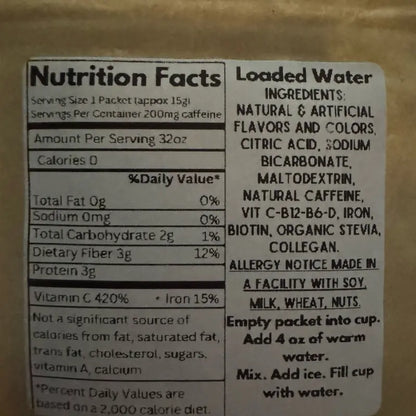 Nutrition Facts
Serving Size 1 Packet (appox 15g)
Servings Per Container 200mg caffeine
Amount Per Serving 32oz
Calories 0
%Daily Value*
Total Fat 0g 0%
Sodium 0mg 0%
Total Carbohydrate 2g 1%
Dietary Fiber 3g 12%
Protein 3g
Vitamin C 420% • Iron 15%
Not a significant source of
calories from fat, saturated fat,
trans fat, cholesterol, sugars,
vitamin A, calcium
*Percent Daily Values are
based on a 2,000 calorie diet.
Loaded Water
INGREDIENTS:
NATURAL & ARTIFICIAL
FLAVORS AND COLORS,
CITRIC ACID, SODIUM
BICARBONATE,
MALTODEXTRIN,
NATURAL CAFFEINE,
VIT C-B12-B6-D, IRON,
BIOTIN, ORGANIC STEVIA,
COLLEGAN.
ALLERGY NOTICE MADE IN
A FACILITY WITH SOY,
MILK, WHEAT, NUTS.
Empty packet into cup.
Add 4 oz of warm
water.
Mix. Add ice. Fill cup
with water.